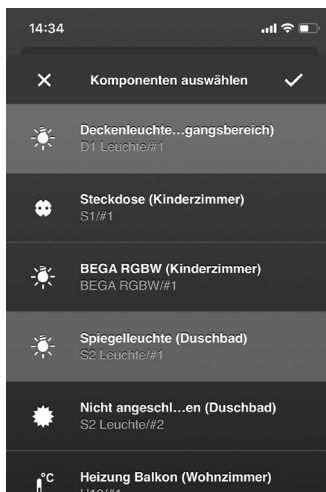 14:34
Komponenten auswählen
Deckenleuchte...gangsbereich)
D1 Leuchte/#1
Steckdose (Kinderzimmer)
S1/#1
BEGA RGBW (Kinderzimmer)
BEGA RGBW/#1
Spiegelleuchte (Duschbad)
S2 Leuchte/#1
Nicht angeschl...en (Duschbad)
S2 Leuchte/#2
°C
Heizung Balkon (Wohnzimmer)